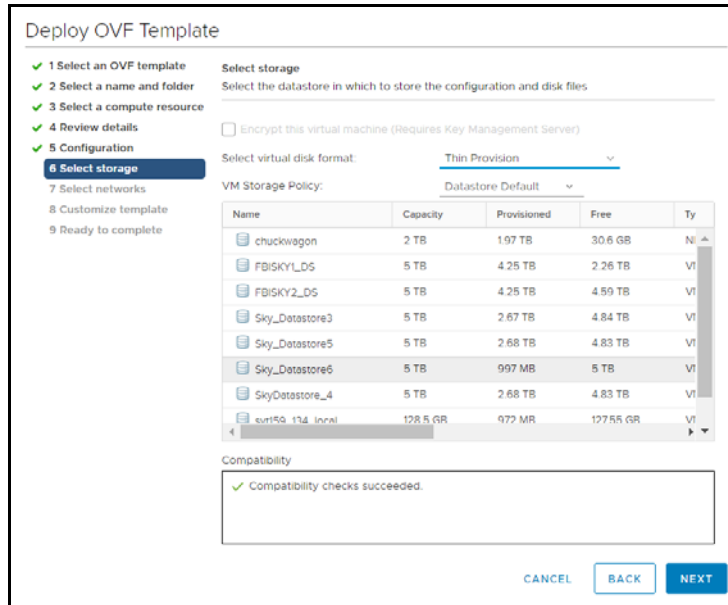 Deploy OVF Template
1 Select an OVF template
2 Select a name and folder
3 Select a compute resource
4 Review details
5 Configuration
6 Select storage
7 Select networks
8 Customize template
9 Ready to complete
Select storage
Select the datastore in which to store the configuration and disk files
Encrypt this virtual machine (Requires Key Management Server)
Select virtual disk format: Thin Provision
VM Storage Policy: Datastore Default
Name Capacity Provisioned Free Ty
chuckwagon 2 TB 1.97 TB 30.6 GB
FBISKY1_DS 5 TB 4.25 TB 2.26 TB
FBISKY2_DS 5 TB 4.25 TB 4.59 TB
Sky_Datastore3 5 TB 2.67 TB 4.84 TB
Sky_Datastore5 5 TB 2.68 TB 4.83 TB
Sky_Datastore6 5 TB 997 MB 5 TB
SkyDatastore_4 5 TB 2.68 TB 4.83 TB
128.5 GB 972 MB 127.55 GB
Compatibility
Compatibility checks succeeded.
CANCEL BACK NEXT